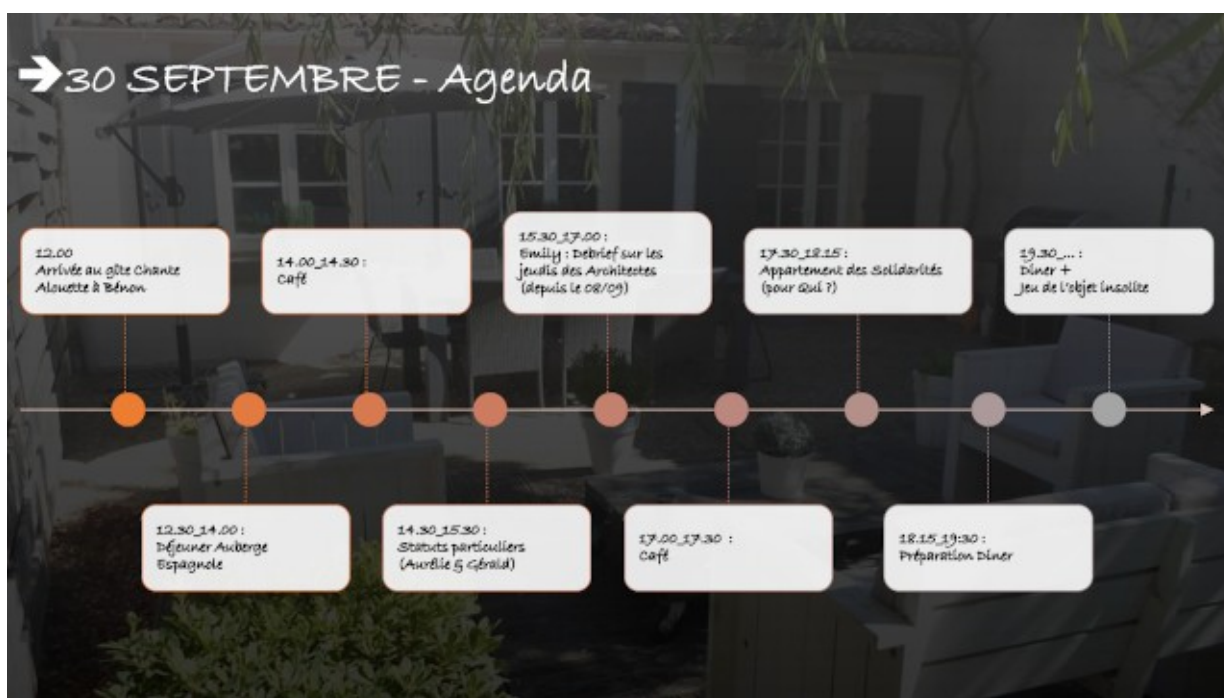 30 SEPTEMBRE - Agenda
12.00
Arrivée au gîte Chante
Alouette à Bénon
12.30_14.00 :
Déjeuner Auberge
Espagnole
14.00_14.30 :
Café
14.30_15.30 :
Statuts particuliers
(Aurélie & Gérald)
15.30_17.00 :
Emily : Debrief sur les
jeudis des Architectes
(depuis le 08/09)
17.00_17.30 :
Café
17.30_18.15 :
Appartement des Solidarités
(pour Qui ?)
18.15_19:30 :
Préparation Diner
19.30_... :
Diner +
Jeu de l'objet insolite